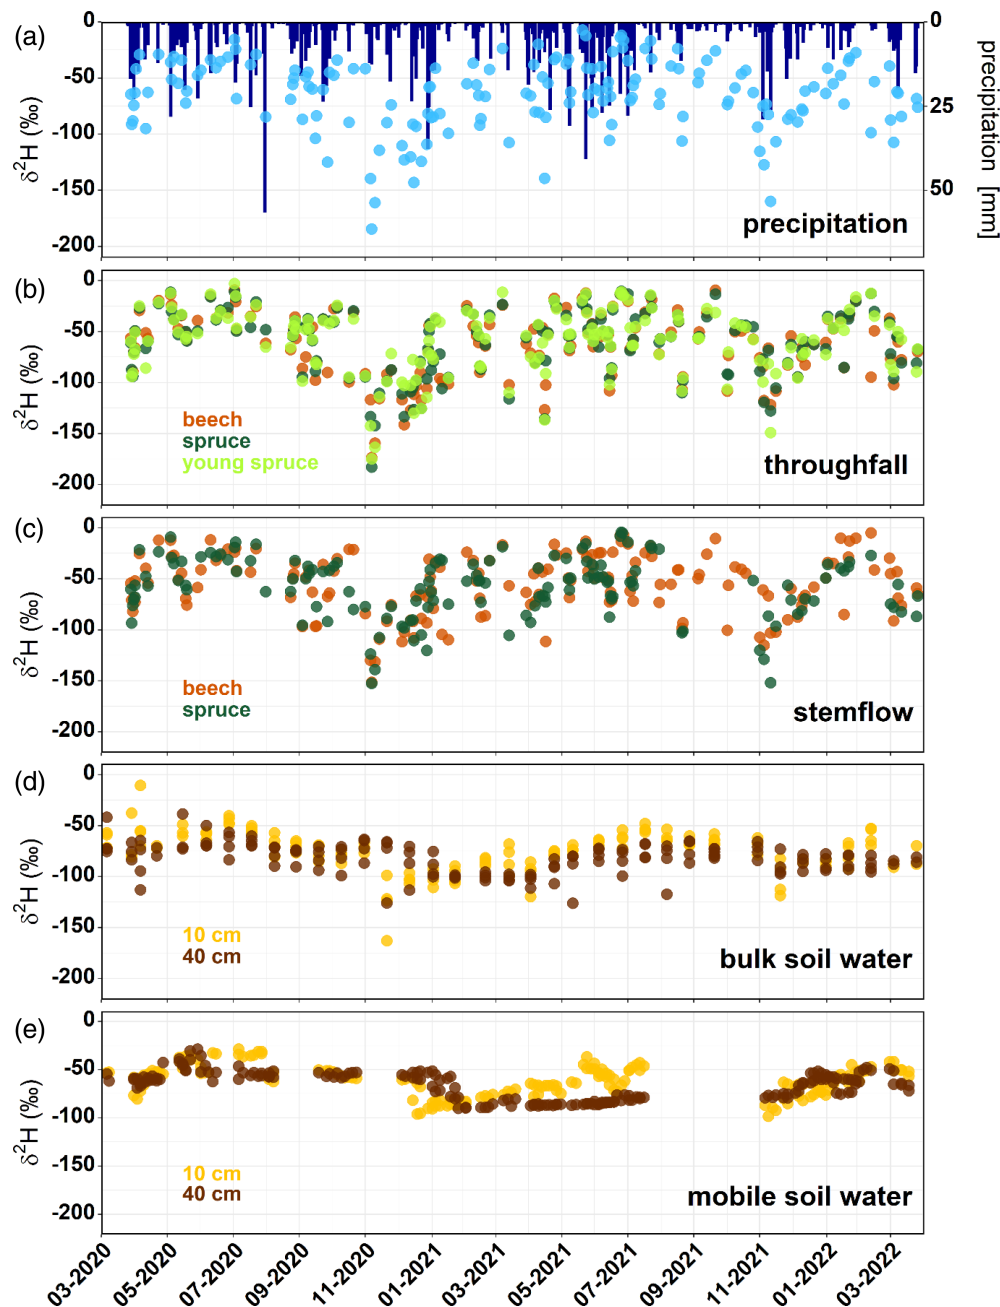 (a)
0
-50
-100
-150
-200
δ²H (‰)
0
25
50
precipitation [mm]
precipitation
(b)
0
-50
-100
-150
-200
δ²H (‰)
beech
spruce
young spruce
throughfall
(c)
0
-50
-100
-150
-200
δ²H (‰)
beech
spruce
stemflow
(d)
0
-50
-100
-150
-200
δ²H (‰)
10 cm
40 cm
bulk soil water
(e)
0
-50
-100
-150
-200
δ²H (‰)
10 cm
40 cm
mobile soil water
03-2020
05-2020
07-2020
09-2020
11-2020
01-2021
03-2021
05-2021
07-2021
09-2021
11-2021
01-2022
03-2022